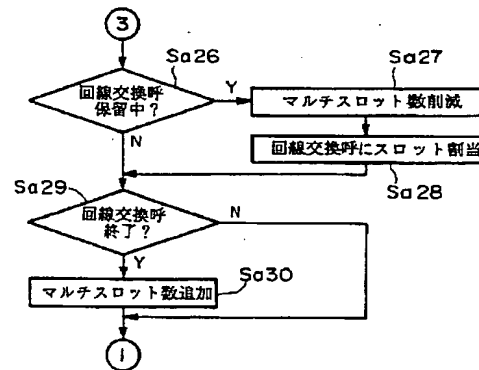 3
Sa26
回線交換呼
保留中?
Y
Sa27
マルチスロット数削減
N
回線交換呼にスロット割当
Sa28
Sa29
回線交換呼
終了?
N
Y
Sa30
マルチスロット数追加
1